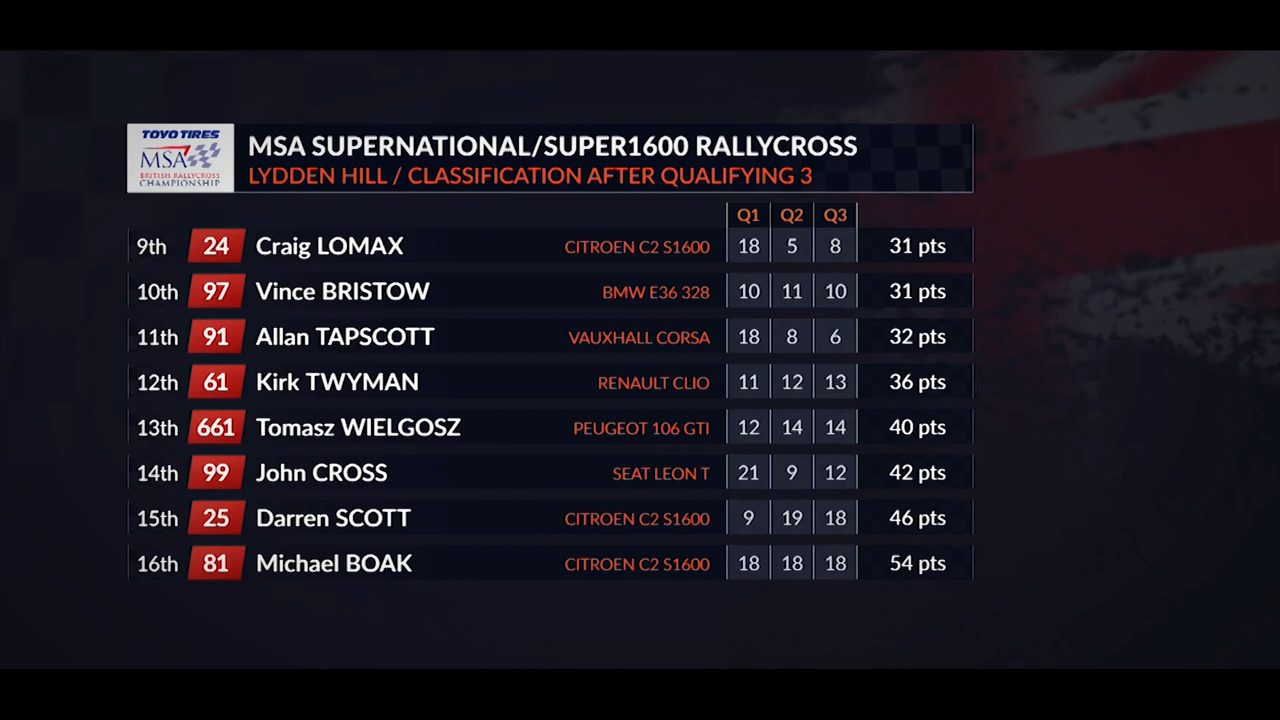 TOYO TIRES
MSA
BRITISH RALLYCROSS
CHAMPIONSHIP
MSA SUPERNATIONAL/SUPER1600 RALLYCROSS
LYDDEN HILL / CLASSIFICATION AFTER QUALIFYING 3
Q1 Q2 Q3
9th 24 Craig LOMAX CITROEN C2 S1600 18 5 8 31 pts
10th 97 Vince BRISTOW BMW E36 328 10 11 10 31 pts
11th 91 Allan TAPSCOTT VAUXHALL CORSA 18 8 6 32 pts
12th 61 Kirk TWYMAN RENAULT CLIO 11 12 13 36 pts
13th 661 Tomasz WIELGOSZ PEUGEOT 106 GTI 12 14 14 40 pts
14th 99 John CROSS SEAT LEON T 21 9 12 42 pts
15th 25 Darren SCOTT CITROEN C2 S1600 9 19 18 46 pts
16th 81 Michael BOAK CITROEN C2 S1600 18 18 18 54 pts